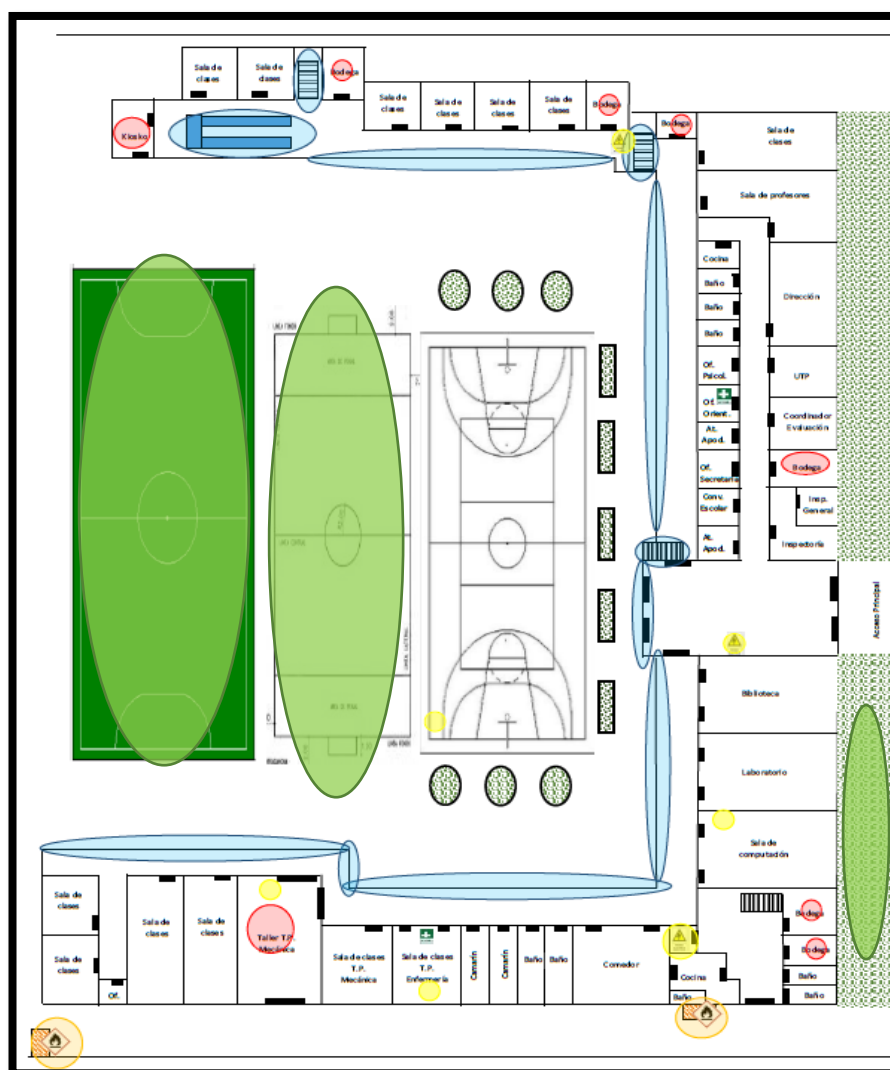 Sala de
clases
Sala de
clases
Bodega
Kiosko
Sala de
clases
Sala de
clases
Sala de
clases
Sala de
clases
Bodega
Bodega
Sala de
clases
Sala de profesores
Cocina
Baño
Baño
Baño
Of.
Psicol.
Of.
Orient.
At.
Apod.
Of.
Secretaría
Conv.
Escolar
At.
Apod.
Dirección
UTP
Coordinador
Evaluación
Bodega
Insp.
General
Inspectoría
Acceso Principal
Biblioteca
Laboratorio
Sala de
computación
Bodega
Bodega
Baño
Baño
Sala de
clases
Sala de
clases
Of.
Sala de
clases
Sala de
clases
Taller T.P.
Mecánica
Sala de clases
T.P.
Mecánica
Sala de clases
T.P.
Enfermería
Camarín
Camarín
Baño
Baño
Comedor
Cocina
Baño